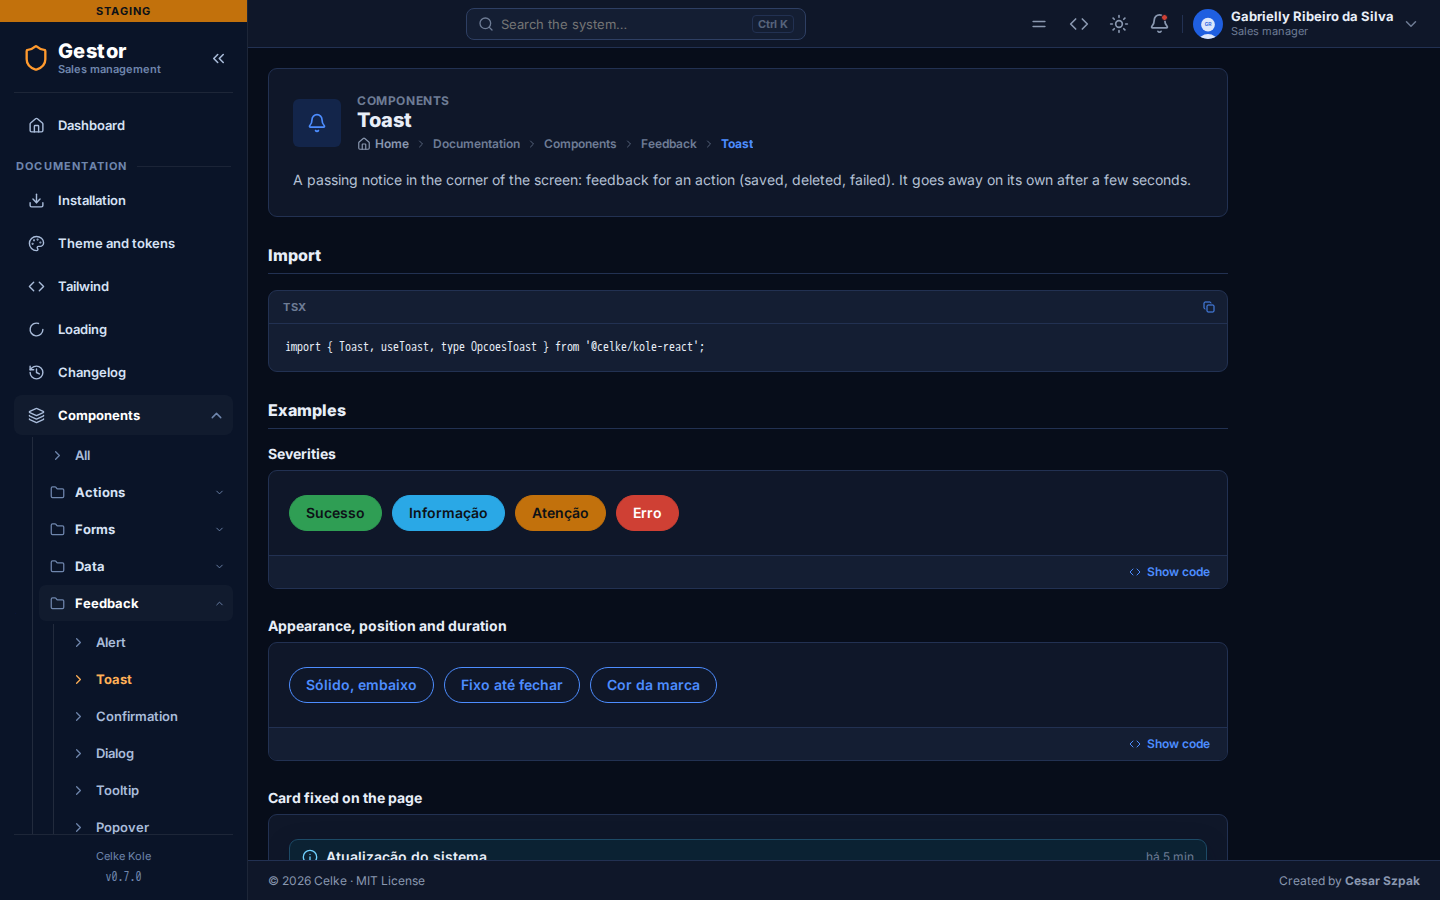 STAGING
Gestor
Sales management
Dashboard
DOCUMENTATION
Installation
Theme and tokens
Tailwind
Loading
Changelog
Components
All
Actions
Forms
Data
Feedback
Alert
Toast
Confirmation
Dialog
Tooltip
Popover
Celke Kole
v0.7.0
Search the system...
Ctrl K
GR
Gabrielly Ribeiro da Silva
Sales manager
COMPONENTS
Toast
Home > Documentation > Components > Feedback > Toast
A passing notice in the corner of the screen: feedback for an action (saved, deleted, failed). It goes away on its own after a few seconds.
Import
TSX
import { Toast, useToast, type OpcoesToast } from '@celke/kole-react';
Examples
Severities
Sucesso Informação Atenção Erro
Show code
Appearance, position and duration
Sólido, embaixo Fixo até fechar Cor da marca
Show code
Card fixed on the page
Atualização do sistema há 5 min
© 2026 Celke · MIT License
Created by Cesar Szpak